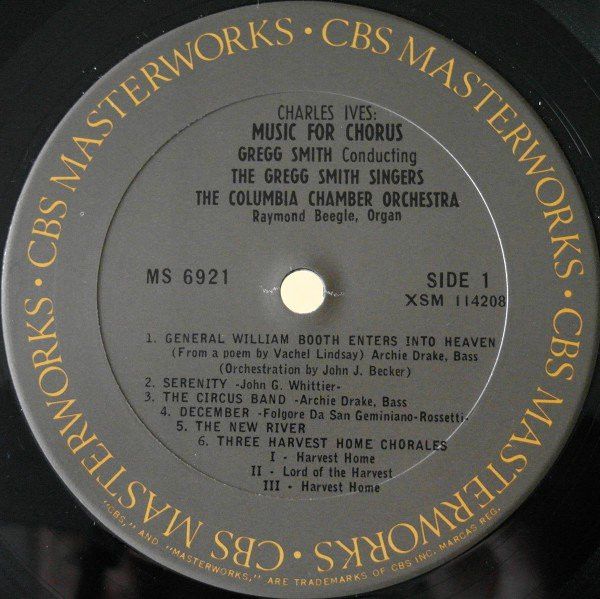 CBS MASTERWORKS · CBS MASTERWORKS · CBS MASTERWORKS · CBS MASTERWORKS ·
CHARLES IVES:
MUSIC FOR CHORUS
GREGG SMITH Conducting
THE GREGG SMITH SINGERS
THE COLUMBIA CHAMBER ORCHESTRA
Raymond Beegle, Organ
MS 6921
SIDE 1
XSM 114208
1. GENERAL WILLIAM BOOTH ENTERS INTO HEAVEN
(From a poem by Vachel Lindsay) Archie Drake, Bass
(Orchestration by John J. Becker)
2. SERENITY -John G. Whittier-
3. THE CIRCUS BAND -Archie Drake, Bass
4. DECEMBER -Folgore Da San Geminiano-Rossetti-
5. THE NEW RIVER
6. THREE HARVEST HOME CHORALES
I - Harvest Home
II - Lord of the Harvest
III - Harvest Home
"CBS," AND "MASTERWORKS," ARE TRADEMARKS OF CBS INC. MARCAS REG.